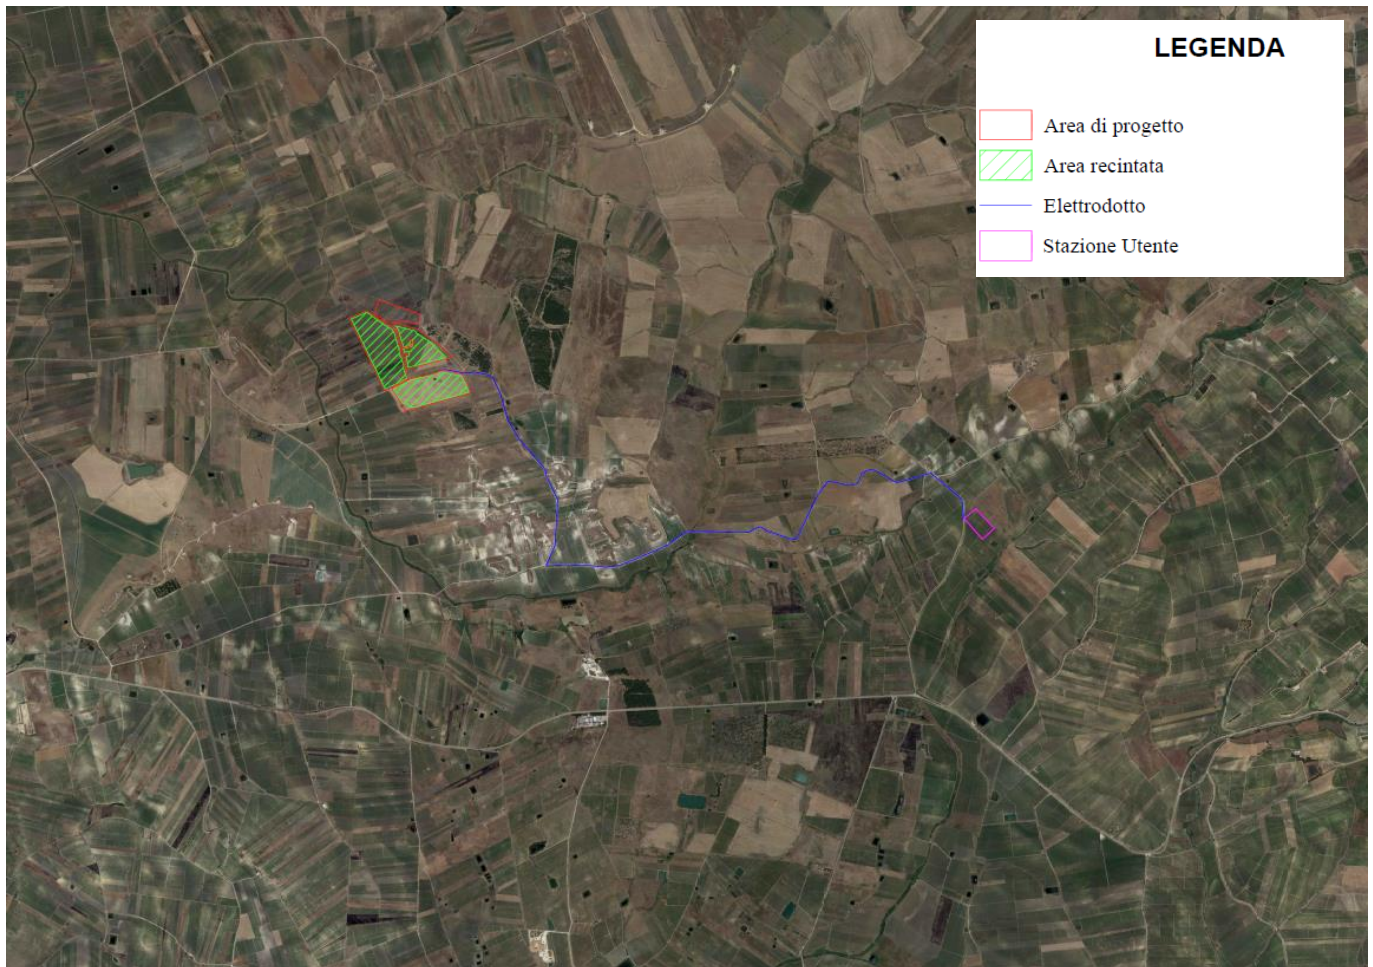 LEGENDA
Area di progetto
Area recintata
Elettrodotto
Stazione Utente